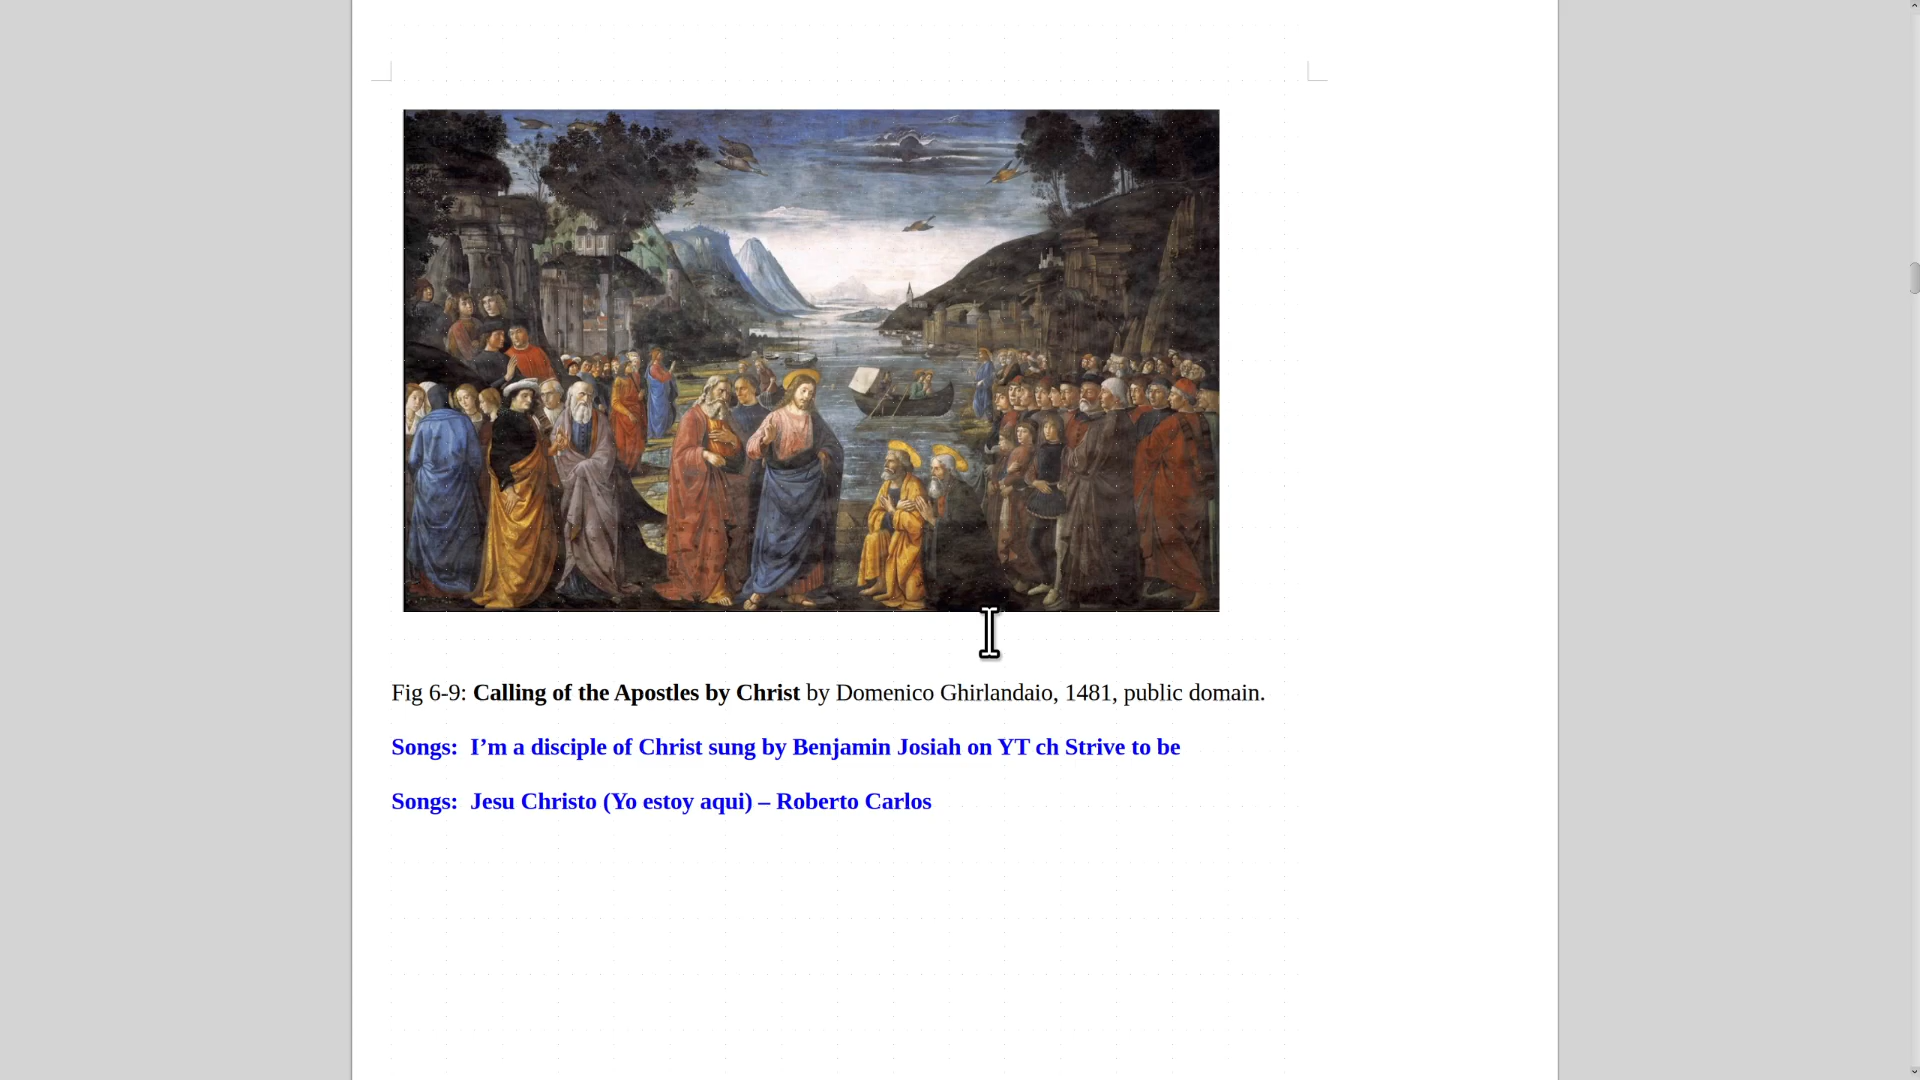 Fig 6-9: Calling of the Apostles by Christ by Domenico Ghirlandaio, 1481, public domain.
Songs:  I’m a disciple of Christ sung by Benjamin Josiah on YT ch Strive to be
Songs:  Jesu Christo (Yo estoy aqui) – Roberto Carlos